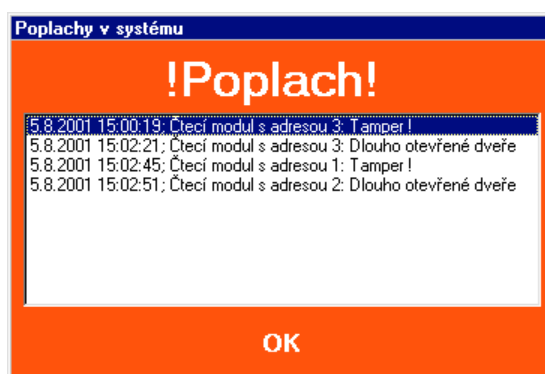 Poplachy v systému
!Poplach!
5.8.2001 15:00:19; Čtecí modul s adresou 3: Tamper !
5.8.2001 15:02:21; Čtecí modul s adresou 3: Dlouho otevřené dveře
5.8.2001 15:02:45; Čtecí modul s adresou 1: Tamper !
5.8.2001 15:02:51; Čtecí modul s adresou 2: Dlouho otevřené dveře
OK